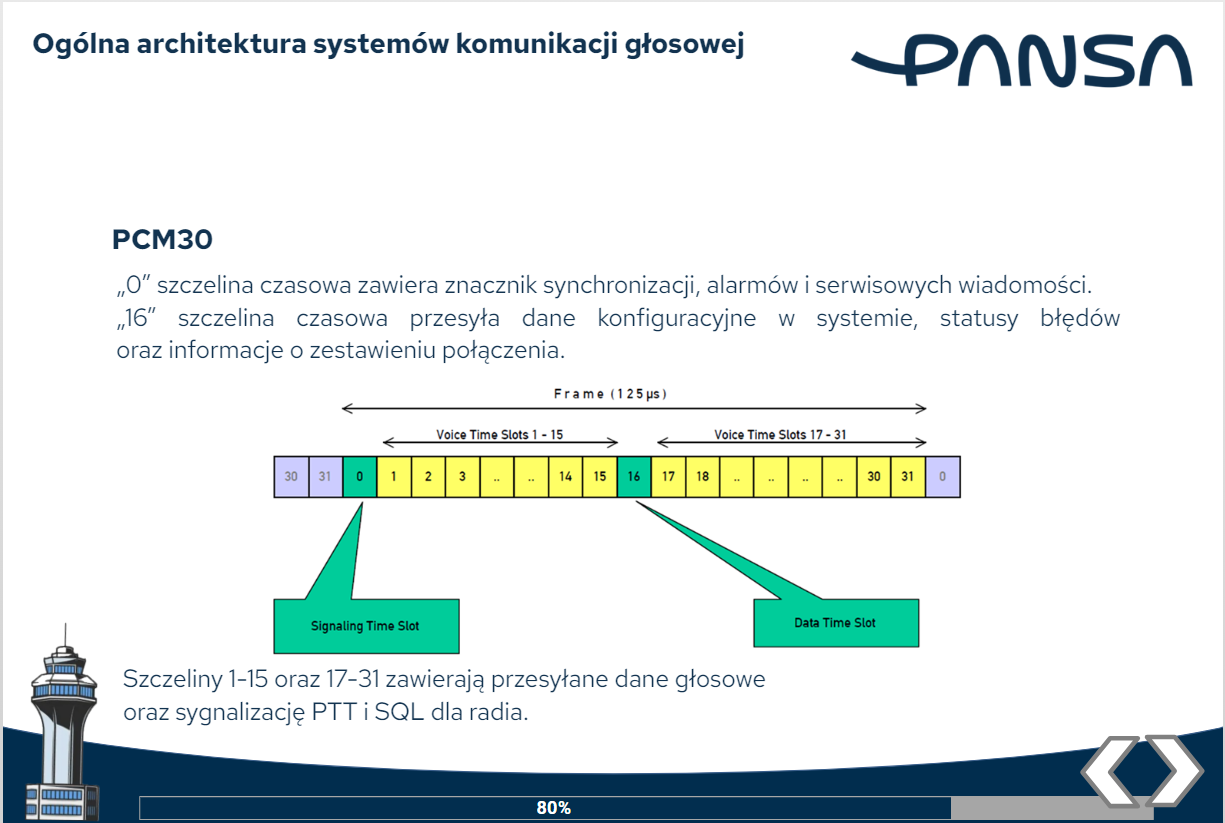 Ogólna architektura systemów komunikacji głosowej
PANSA
PCM30
„0” szczelina czasowa zawiera znacznik synchronizacji, alarmów i serwisowych wiadomości.
„16” szczelina czasowa przesyła dane konfiguracyjne w systemie, statusy błędów
oraz informacje o zestawieniu połączenia.
Frame (125µs)
Voice Time Slots 1 - 15 Voice Time Slots 17 - 31
30 31 0 1 2 3 .. .. 14 15 16 17 18 .. .. .. .. 30 31 0
Signaling Time Slot Data Time Slot
Szczeliny 1-15 oraz 17-31 zawierają przesyłane dane głosowe
oraz sygnalizację PTT i SQL dla radia.
80%